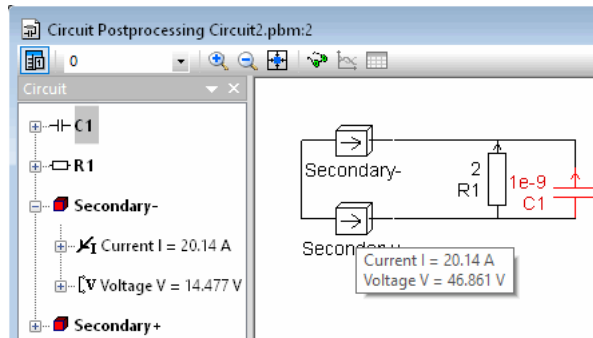 Circuit Postprocessing Circuit2.pbm:2
0
Circuit
C1
R1
Secondary-
Current I = 20.14 A
Voltage V = 14.477 V
Secondary+
Secondary-
2
R1
1e-9
C1
Current I = 20.14 A
Voltage V = 46.861 V